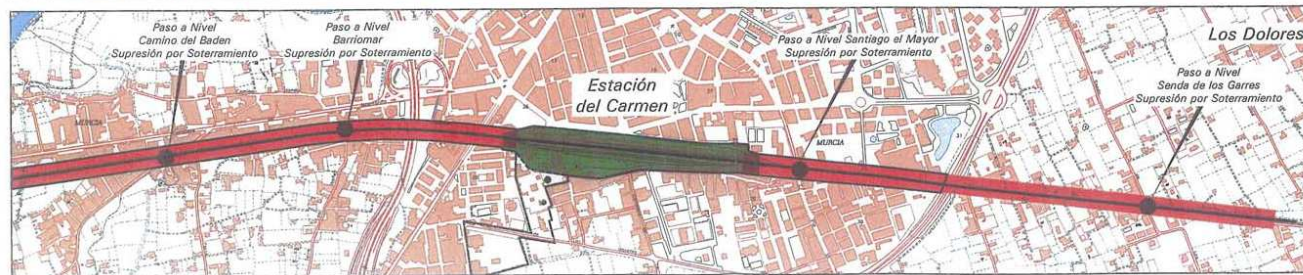 Paso a Nivel
Camino del Baden
Supresión por Soterramiento
Paso a Nivel
Barriomar
Supresión por Soterramiento
Estación
del Carmen
Paso a Nivel Santiago el Mayor
Supresión por Soterramiento
Los Dolores
Paso a Nivel
Senda de los Garres
Supresión por Soterramiento
MURCIA
MURCIA